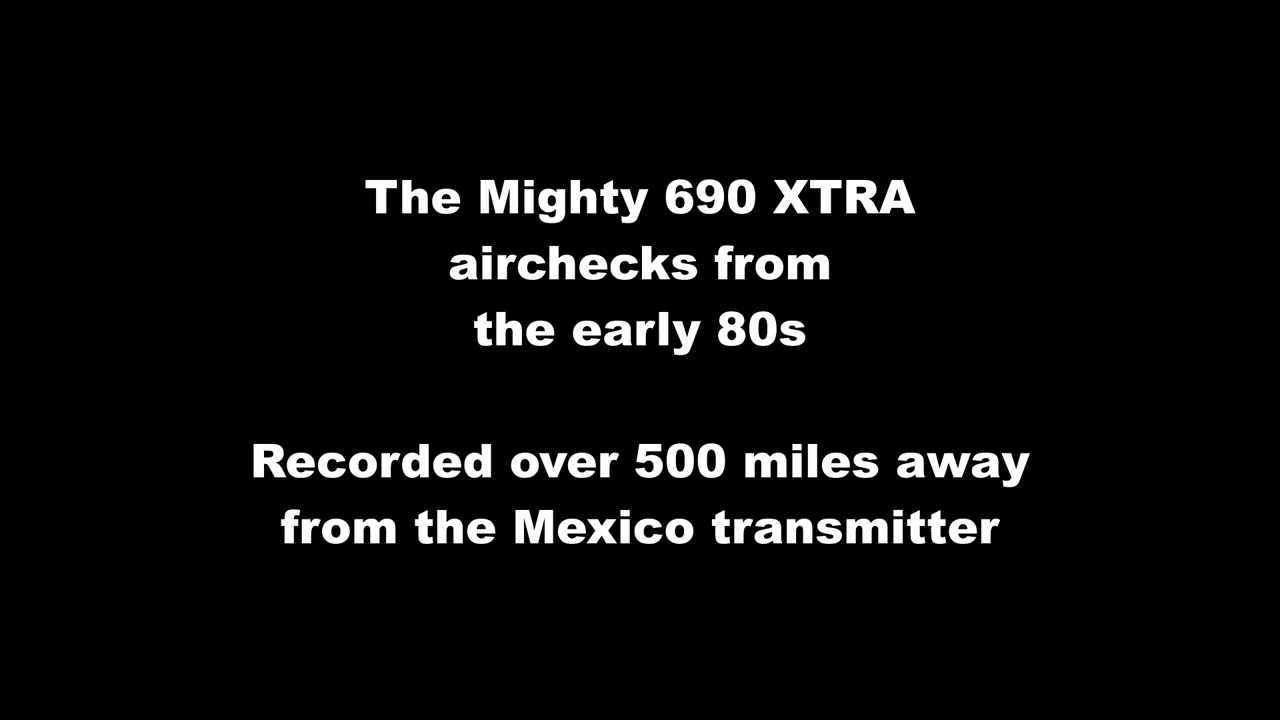 The Mighty 690 XTRA
airchecks from
the early 80s
Recorded over 500 miles away
from the Mexico transmitter